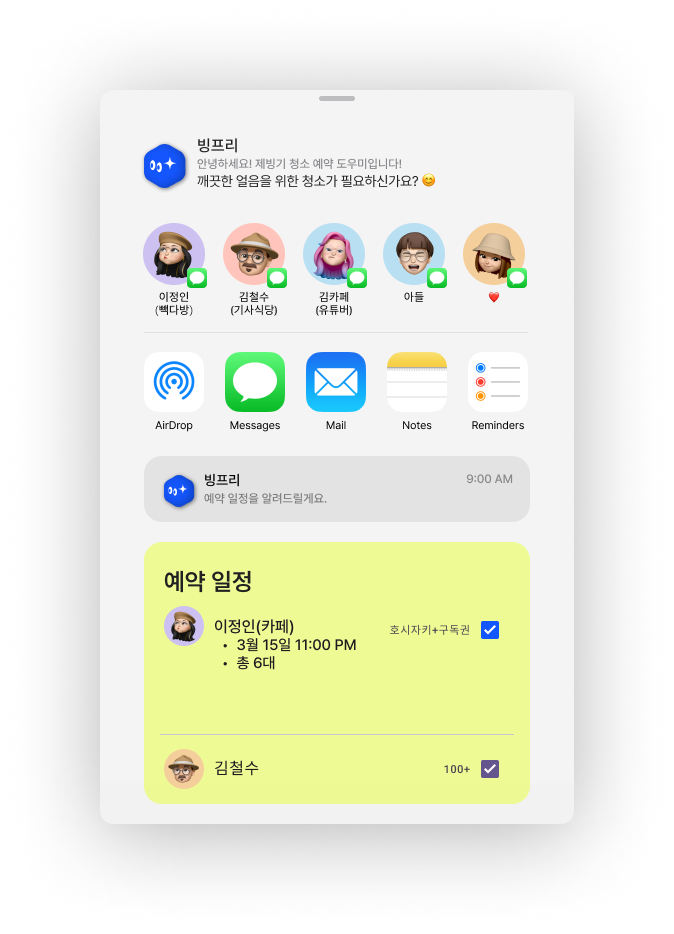 빙프리
안녕하세요! 제빙기 청소 예약 도우미입니다!
깨끗한 얼음을 위한 청소가 필요하신가요? 😊
이정인
(빽다방)
김철수
(기사식당)
김카페
(유튜버)
아들
❤️
AirDrop
Messages
Mail
Notes
Reminders
빙프리
9:00 AM
예약 일정을 알려드릴게요.
예약 일정
이정인(카페)
호시자키+구독권
• 3월 15일 11:00 PM
• 총 6대
김철수
100+